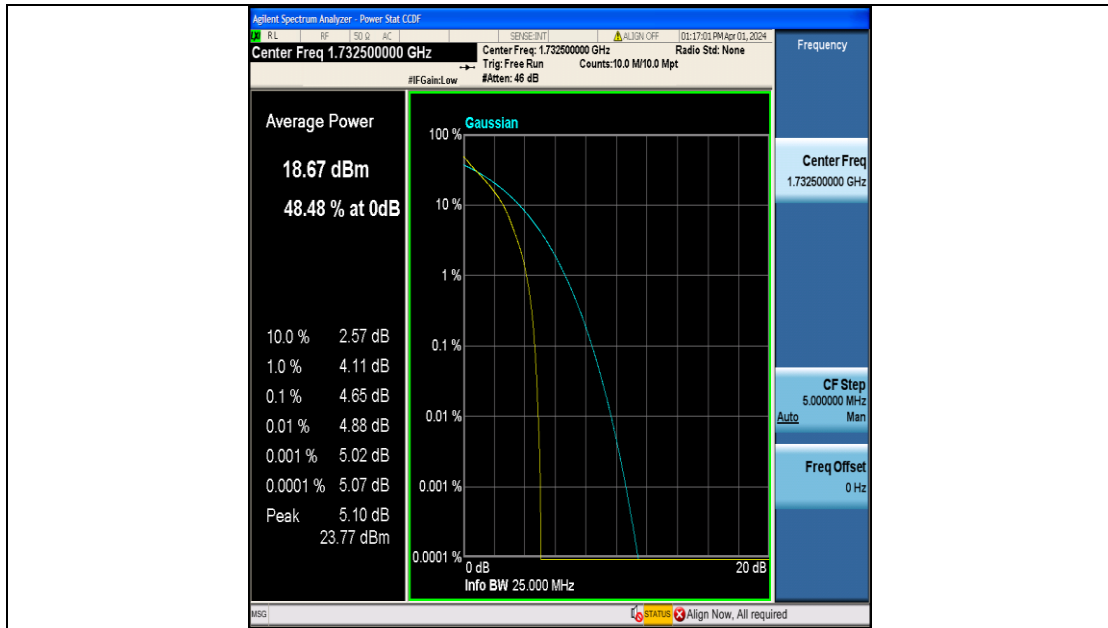 Agilent Spectrum Analyzer - Power Stat CCDF
RL RF 50 Ω AC SENSE:INT ALIGN OFF 01:17:01 PM Apr 01, 2024
Center Freq 1.732500000 GHz
Center Freq: 1.732500000 GHz Radio Std: None
Trig: Free Run Counts:10.0 M/10.0 Mpt
#IFGain:Low #Atten: 46 dB
Frequency
Average Power
18.67 dBm
48.48 % at 0dB
10.0 % 2.57 dB
1.0 % 4.11 dB
0.1 % 4.65 dB
0.01 % 4.88 dB
0.001 % 5.02 dB
0.0001 % 5.07 dB
Peak 5.10 dB
23.77 dBm
Gaussian
100 %
10 %
1 %
0.1 %
0.01 %
0.001 %
0.0001 %
0 dB 20 dB
Info BW 25.000 MHz
Center Freq
1.732500000 GHz
CF Step
5.000000 MHz
Auto Man
Freq Offset
0 Hz
MSG STATUS Align Now, All required